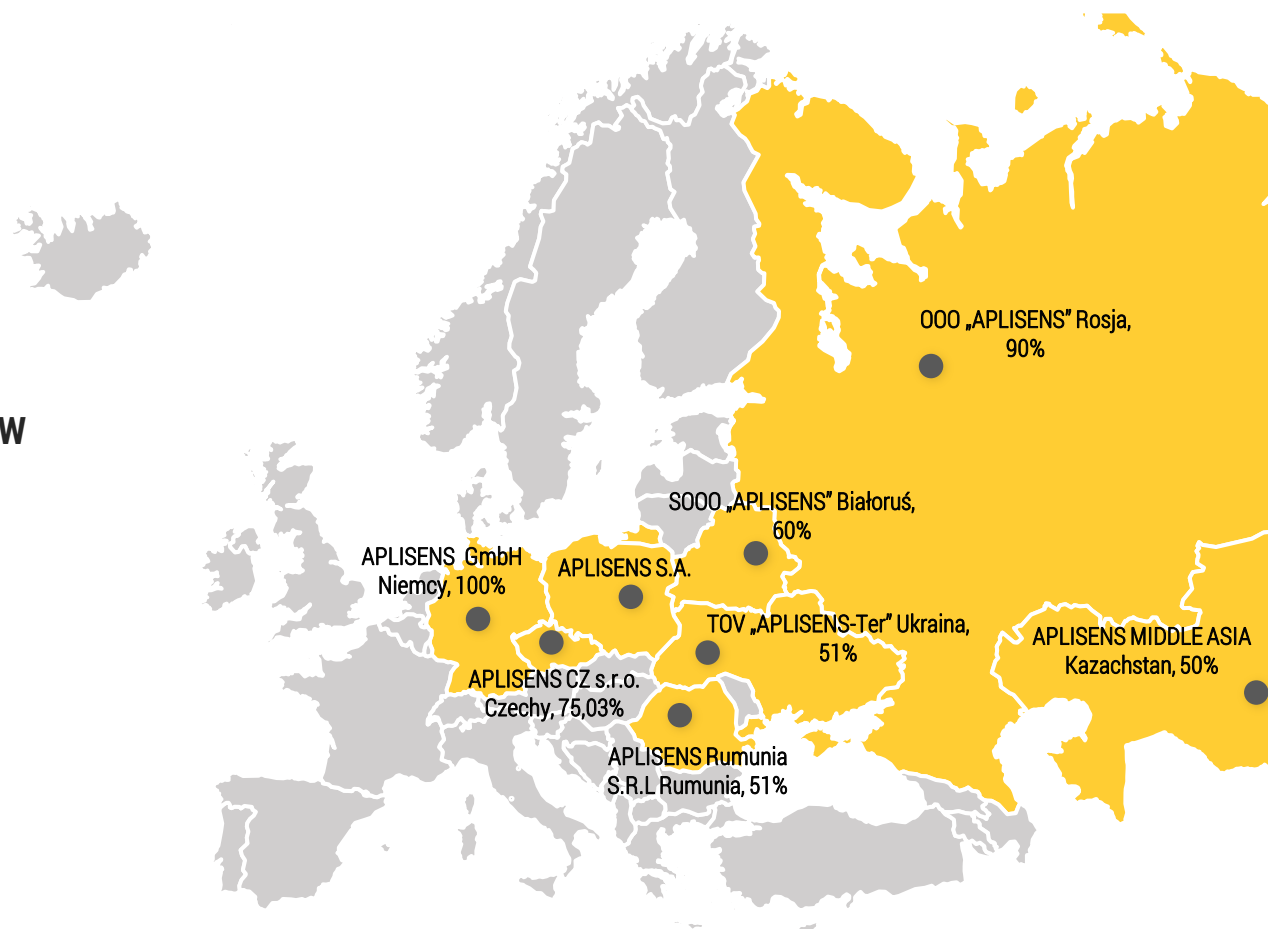 OOO „APLISENS” Rosja,
90%
W
SOOO „APLISENS” Białoruś,
60%
APLISENS GmbH
Niemcy, 100%
APLISENS S.A.
TOV „APLISENS-Ter” Ukraina,
51%
APLISENS MIDDLE ASIA
Kazachstan, 50%
APLISENS CZ s.r.o.
Czechy, 75,03%
APLISENS Rumunia
S.R.L Rumunia, 51%